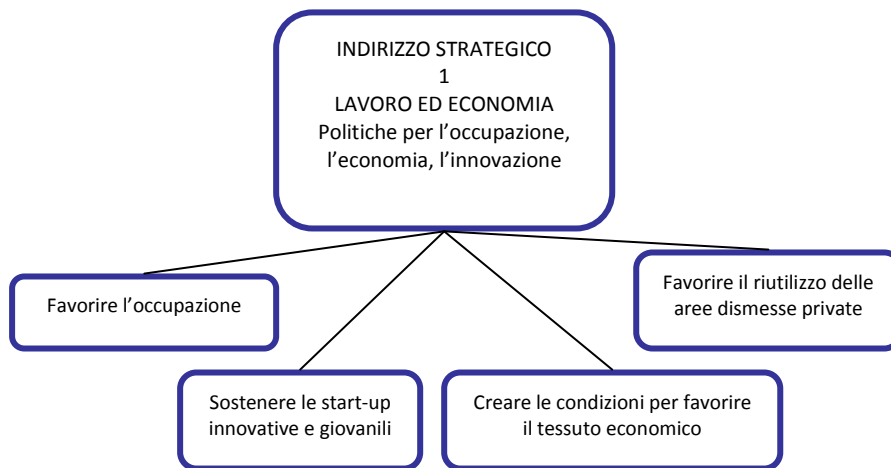 INDIRIZZO STRATEGICO
1
LAVORO ED ECONOMIA
Politiche per l’occupazione,
l’economia, l’innovazione
Favorire l’occupazione
Favorire il riutilizzo delle
aree dismesse private
Sostenere le start-up
innovative e giovanili
Creare le condizioni per favorire
il tessuto economico